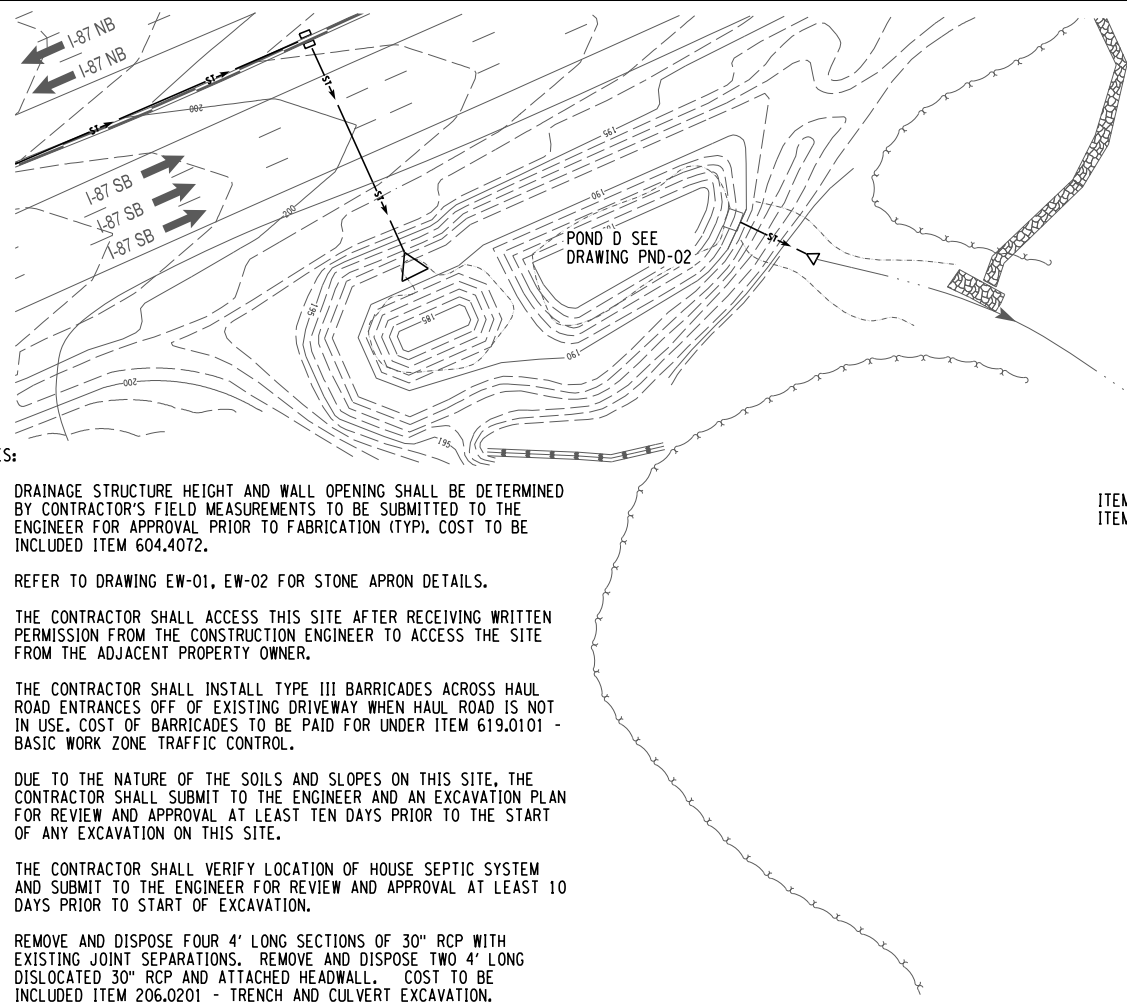 I-87 NB
I-87 NB
ST
ST
ST
200
195
I-87 SB
I-87 SB
I-87 SB
200
ST
190
POND D SEE
DRAWING PND-02
ST
195
185
190
200
195
ES:
DRAINAGE STRUCTURE HEIGHT AND WALL OPENING SHALL BE DETERMINED
BY CONTRACTOR'S FIELD MEASUREMENTS TO BE SUBMITTED TO THE
ENGINEER FOR APPROVAL PRIOR TO FABRICATION (TYP). COST TO BE
INCLUDED ITEM 604.4072.
ITEM
ITEM
REFER TO DRAWING EW-01, EW-02 FOR STONE APRON DETAILS.
THE CONTRACTOR SHALL ACCESS THIS SITE AFTER RECEIVING WRITTEN
PERMISSION FROM THE CONSTRUCTION ENGINEER TO ACCESS THE SITE
FROM THE ADJACENT PROPERTY OWNER.
THE CONTRACTOR SHALL INSTALL TYPE III BARRICADES ACROSS HAUL
ROAD ENTRANCES OFF OF EXISTING DRIVEWAY WHEN HAUL ROAD IS NOT
IN USE. COST OF BARRICADES TO BE PAID FOR UNDER ITEM 619.0101 -
BASIC WORK ZONE TRAFFIC CONTROL.
DUE TO THE NATURE OF THE SOILS AND SLOPES ON THIS SITE, THE
CONTRACTOR SHALL SUBMIT TO THE ENGINEER AND AN EXCAVATION PLAN
FOR REVIEW AND APPROVAL AT LEAST TEN DAYS PRIOR TO THE START
OF ANY EXCAVATION ON THIS SITE.
THE CONTRACTOR SHALL VERIFY LOCATION OF HOUSE SEPTIC SYSTEM
AND SUBMIT TO THE ENGINEER FOR REVIEW AND APPROVAL AT LEAST 10
DAYS PRIOR TO START OF EXCAVATION.
REMOVE AND DISPOSE FOUR 4' LONG SECTIONS OF 30" RCP WITH
EXISTING JOINT SEPARATIONS. REMOVE AND DISPOSE TWO 4' LONG
DISLOCATED 30" RCP AND ATTACHED HEADWALL. COST TO BE
INCLUDED ITEM 206.0201 - TRENCH AND CULVERT EXCAVATION.